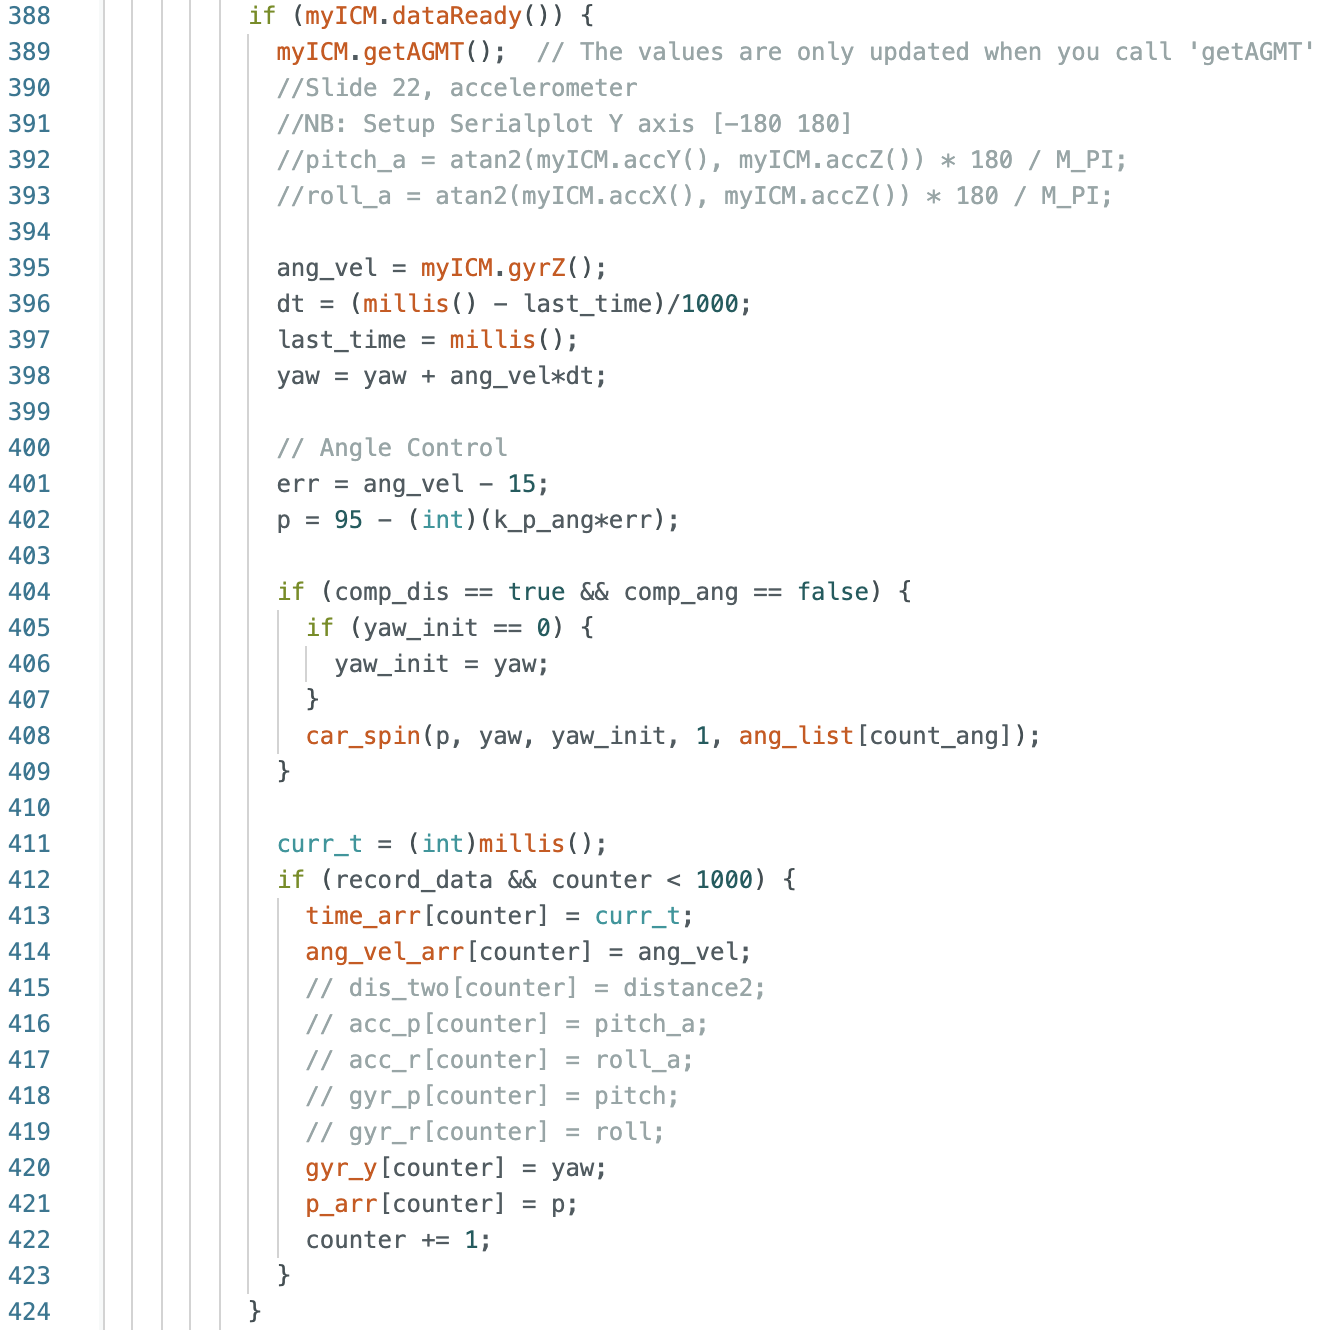 388 if (myICM.dataReady()) {
389 myICM.getAGMT();  // The values are only updated when you call 'getAGMT'
390 //Slide 22, accelerometer
391 //NB: Setup Serialplot Y axis [-180 180]
392 //pitch_a = atan2(myICM.accY(), myICM.accZ()) * 180 / M_PI;
393 //roll_a = atan2(myICM.accX(), myICM.accZ()) * 180 / M_PI;
394
395 ang_vel = myICM.gyrZ();
396 dt = (millis() - last_time)/1000;
397 last_time = millis();
398 yaw = yaw + ang_vel*dt;
399
400 // Angle Control
401 err = ang_vel - 15;
402 p = 95 - (int)(k_p_ang*err);
403
404 if (comp_dis == true && comp_ang == false) {
405 if (yaw_init == 0) {
406 yaw_init = yaw;
407 }
408 car_spin(p, yaw, yaw_init, 1, ang_list[count_ang]);
409 }
410
411 curr_t = (int)millis();
412 if (record_data && counter < 1000) {
413 time_arr[counter] = curr_t;
414 ang_vel_arr[counter] = ang_vel;
415 // dis_two[counter] = distance2;
416 // acc_p[counter] = pitch_a;
417 // acc_r[counter] = roll_a;
418 // gyr_p[counter] = pitch;
419 // gyr_r[counter] = roll;
420 gyr_y[counter] = yaw;
421 p_arr[counter] = p;
422 counter += 1;
423 }
424 }